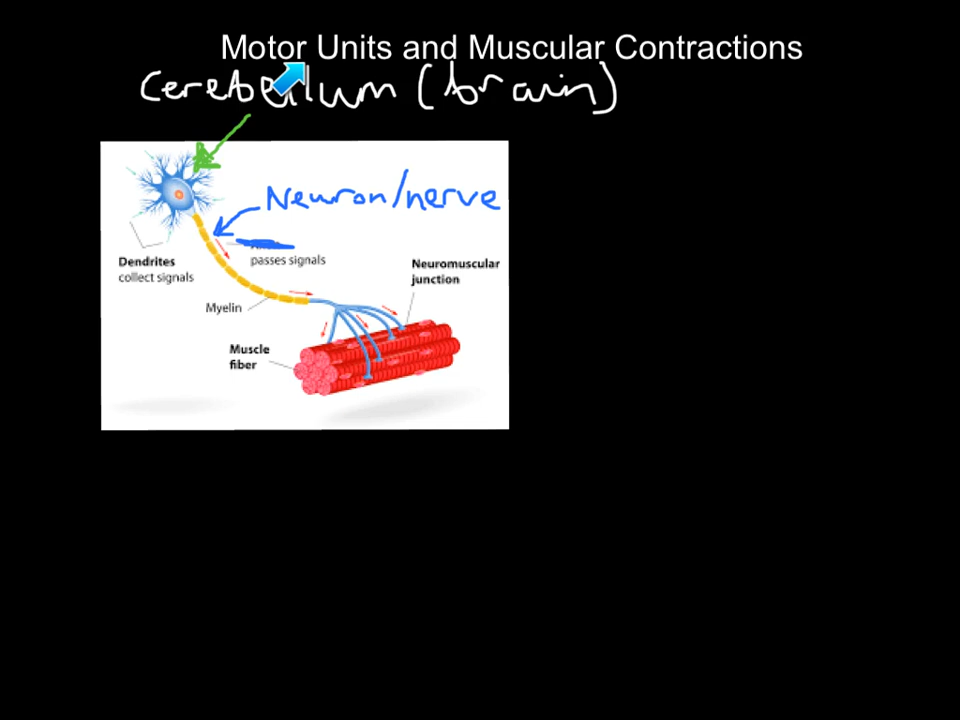 Motor Units and Muscular Contractions
Cerebellum (brain)
Neuron/nerve
passes signals
Dendrites
collect signals
Neuromuscular
junction
Myelin
Muscle
fiber